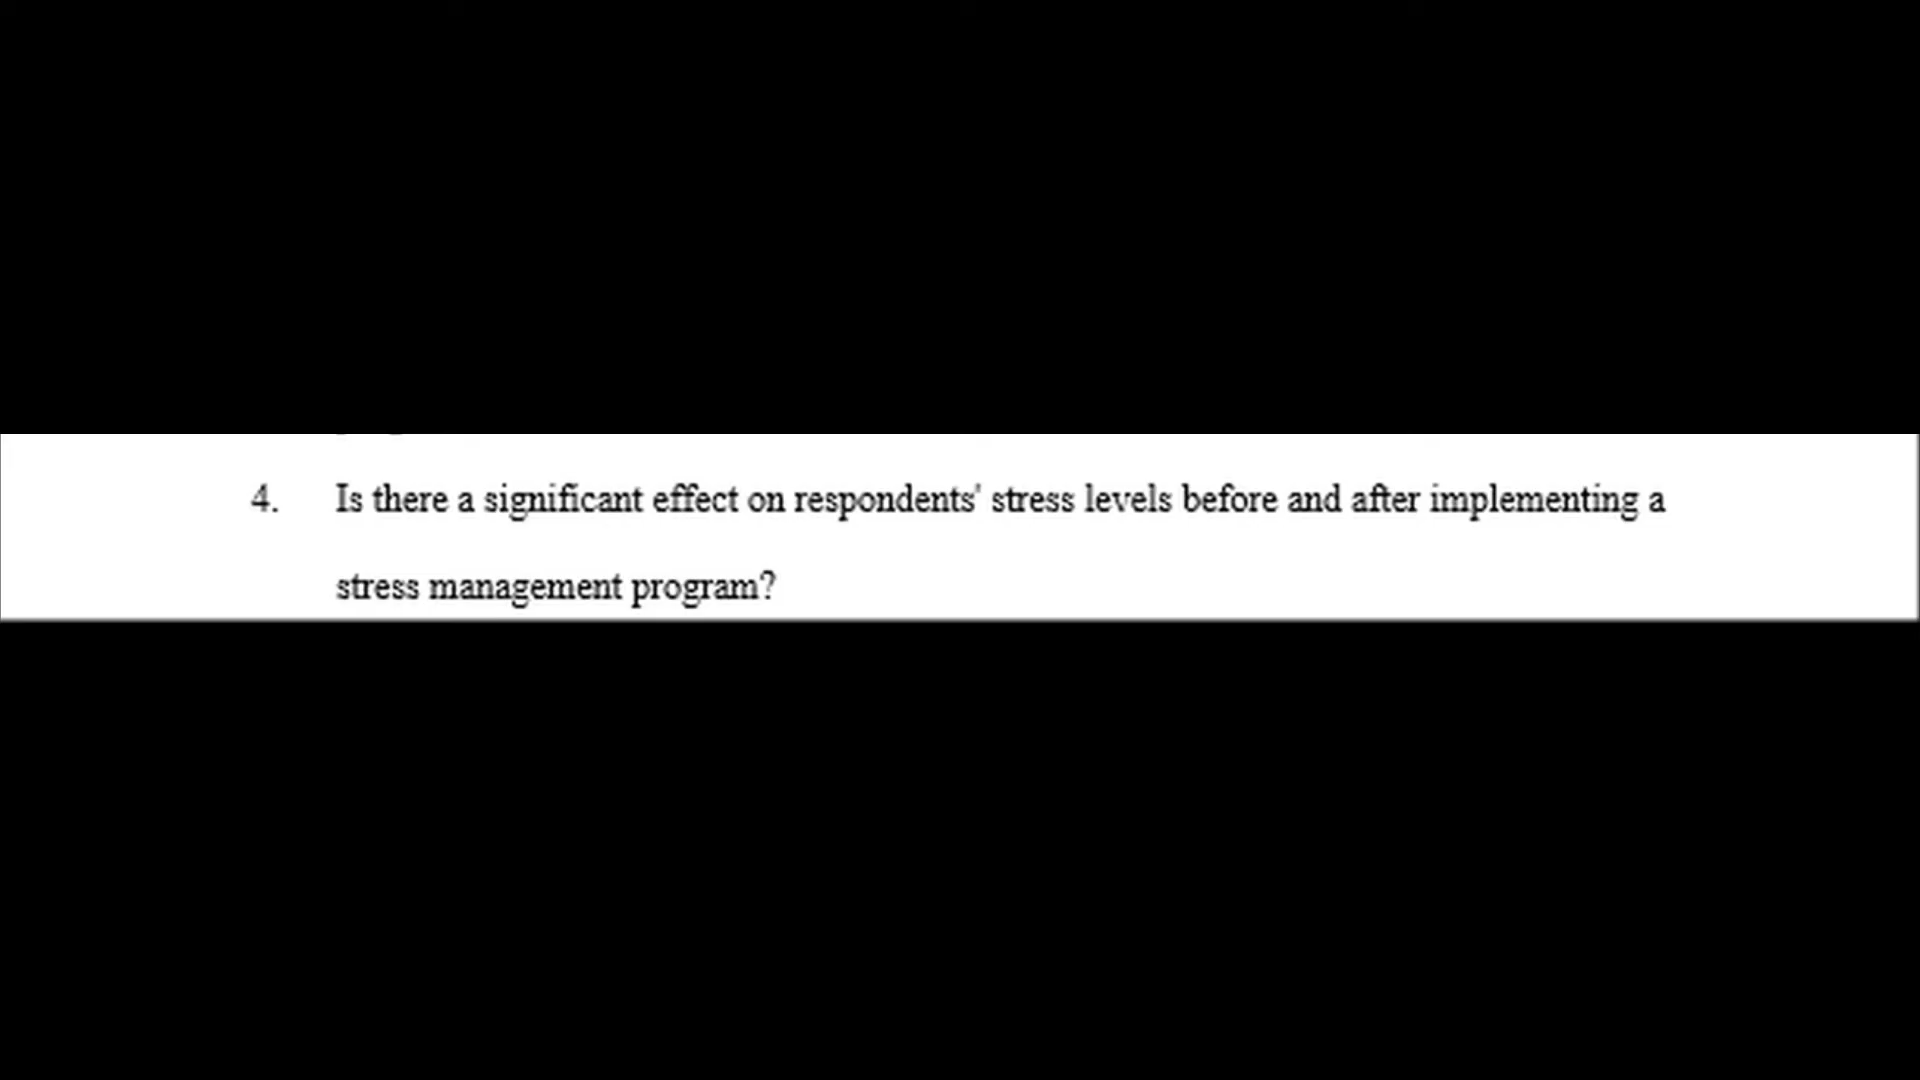 4. Is there a significant effect on respondents' stress levels before and after implementing a
stress management program?